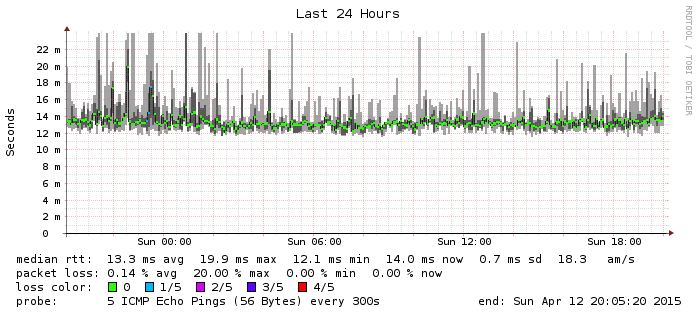 Last 24 Hours
RRDTOOL / TOBI OETIKER
Seconds
22 m
20 m
18 m
16 m
14 m
12 m
10 m
8 m
6 m
4 m
2 m
0
Sun 00:00 Sun 06:00 Sun 12:00 Sun 18:00
median rtt: 13.3 ms avg 19.9 ms max 12.1 ms min 14.0 ms now 0.7 ms sd 18.3 am/s
packet loss: 0.14 % avg 20.00 % max 0.00 % min 0.00 % now
loss color: 0 1/5 2/5 3/5 4/5
probe: 5 ICMP Echo Pings (56 Bytes) every 300s end: Sun Apr 12 20:05:20 2015